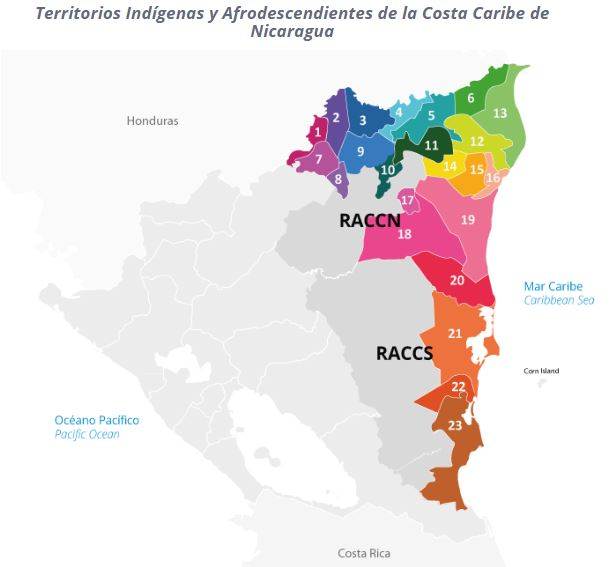 Territorios Indígenas y Afrodescendientes de la Costa Caribe de
Nicaragua
Honduras
6
13
4
5
2
3
1
12
11
9
7
14
10
15
16
8
17
RACCN
18
19
20
Mar Caribe
Caribbean Sea
21
RACCS
Corn Island
22
23
Océano Pacífico
Pacific Ocean
Costa Rica